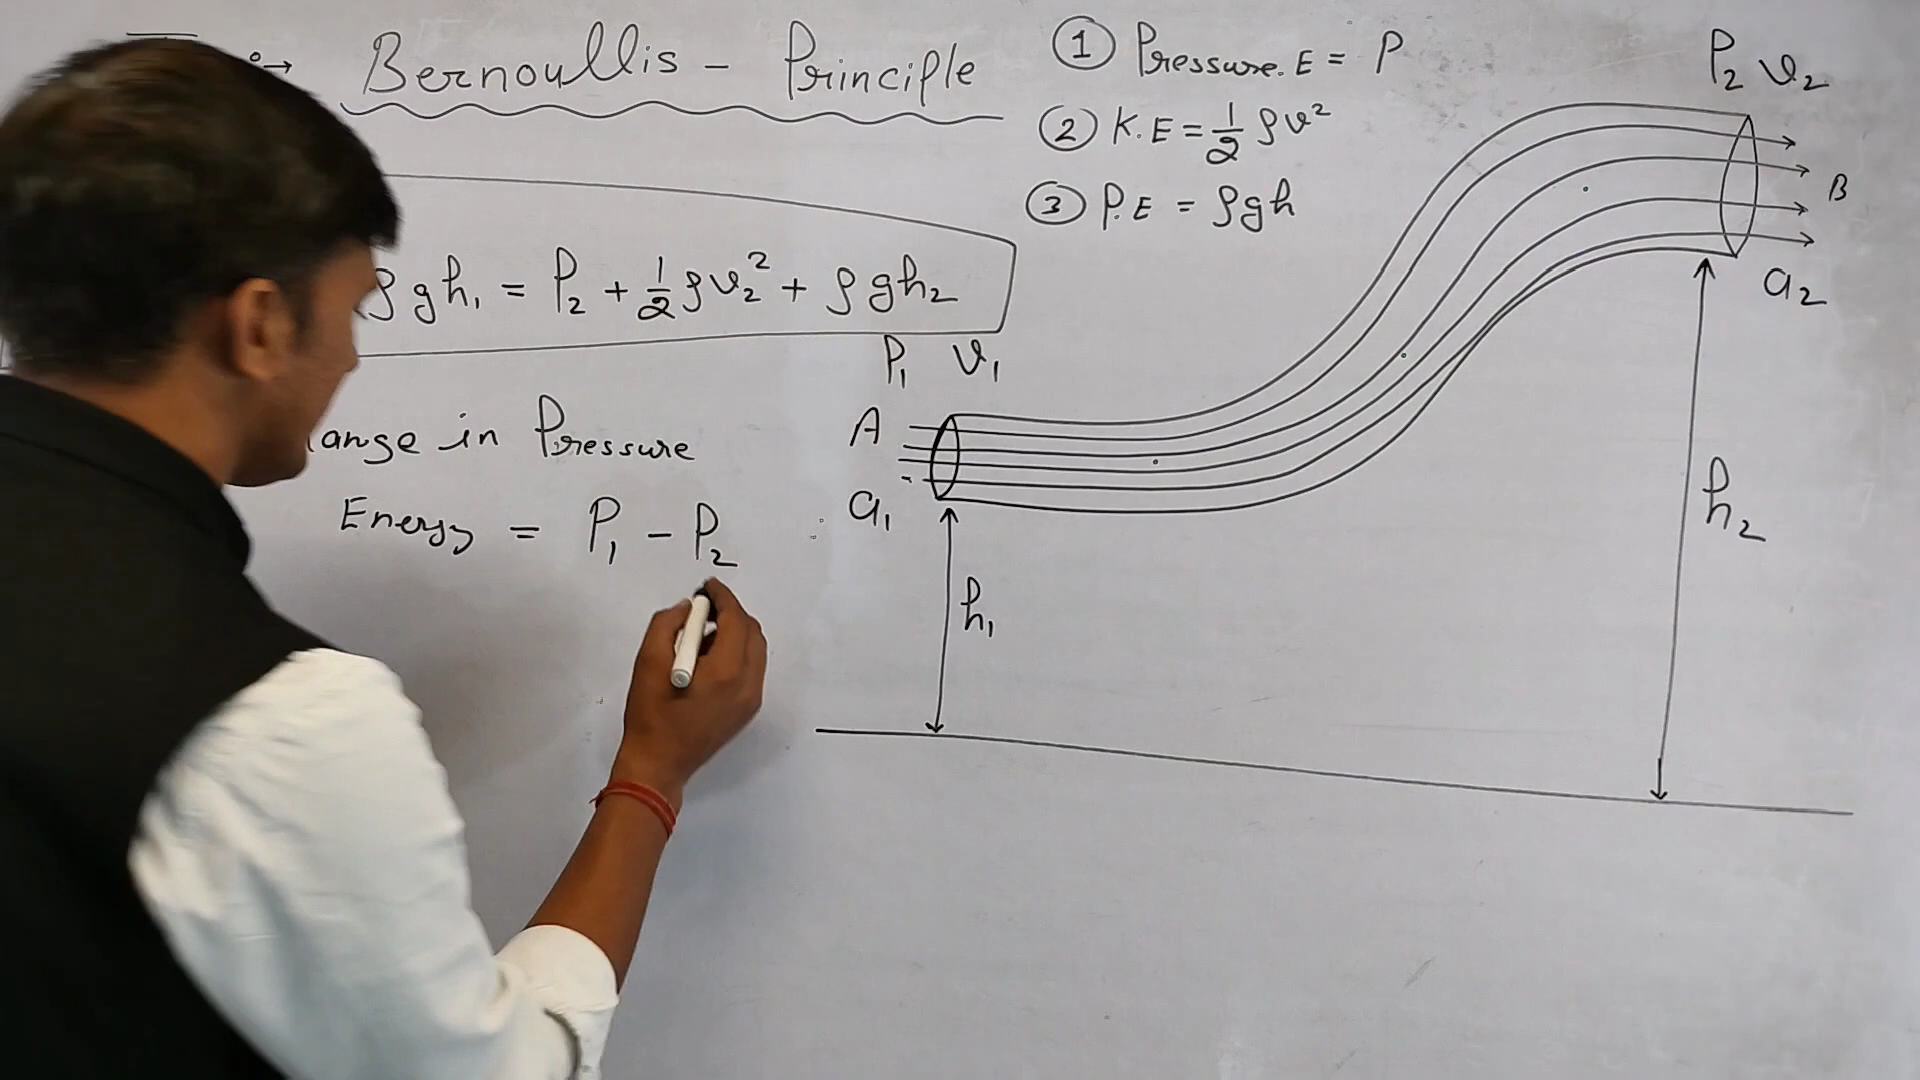 Bernoullis - Principle
① Pressure.E = P
② K.E = 1/2 ρv²
③ P.E = ρgh
ρgh₁ = P₂ + 1/2 ρv₂² + ρgh₂
in Pressure
Energy = P₁ - P₂
P₁ v₁
A
a₁
h₁
P₂ v₂
B
a₂
h₂